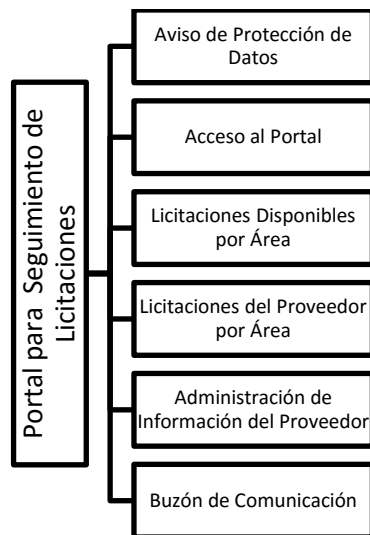 Portal para Seguimiento de
Licitaciones
Aviso de Protección de
Datos
Acceso al Portal
Licitaciones Disponibles
por Área
Licitaciones del Proveedor
por Área
Administración de
Información del Proveedor
Buzón de Comunicación